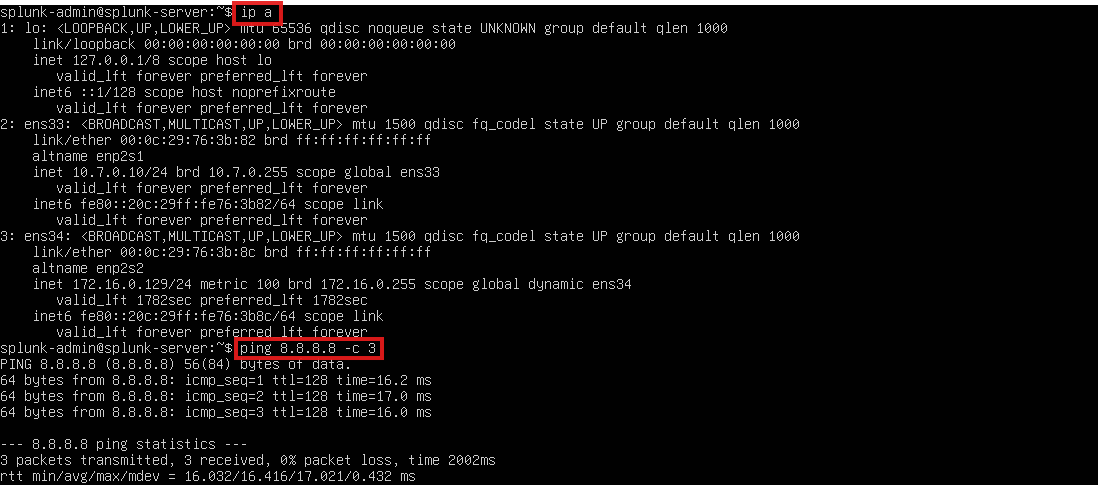 splunk-admin@splunk-server:~$ ip a
1: lo: <LOOPBACK,UP,LOWER_UP> mtu 65536 qdisc noqueue state UNKNOWN group default qlen 1000
    link/loopback 00:00:00:00:00:00 brd 00:00:00:00:00:00
    inet 127.0.0.1/8 scope host lo
       valid_lft forever preferred_lft forever
    inet6 ::1/128 scope host noprefixroute
       valid_lft forever preferred_lft forever
2: ens33: <BROADCAST,MULTICAST,UP,LOWER_UP> mtu 1500 qdisc fq_codel state UP group default qlen 1000
    link/ether 00:0c:29:76:3b:82 brd ff:ff:ff:ff:ff:ff
    altname enp2s1
    inet 10.7.0.10/24 brd 10.7.0.255 scope global ens33
       valid_lft forever preferred_lft forever
    inet6 fe80::20c:29ff:fe76:3b82/64 scope link
       valid_lft forever preferred_lft forever
3: ens34: <BROADCAST,MULTICAST,UP,LOWER_UP> mtu 1500 qdisc fq_codel state UP group default qlen 1000
    link/ether 00:0c:29:76:3b:8c brd ff:ff:ff:ff:ff:ff
    altname enp2s2
    inet 172.16.0.129/24 metric 100 brd 172.16.0.255 scope global dynamic ens34
       valid_lft 1782sec preferred_lft 1782sec
    inet6 fe80::20c:29ff:fe76:3b8c/64 scope link
       valid_lft forever preferred_lft forever
splunk-admin@splunk-server:~$ ping 8.8.8.8 -c 3
PING 8.8.8.8 (8.8.8.8) 56(84) bytes of data.
64 bytes from 8.8.8.8: icmp_seq=1 ttl=128 time=16.2 ms
64 bytes from 8.8.8.8: icmp_seq=2 ttl=128 time=17.0 ms
64 bytes from 8.8.8.8: icmp_seq=3 ttl=128 time=16.0 ms

--- 8.8.8.8 ping statistics ---
3 packets transmitted, 3 received, 0% packet loss, time 2002ms
rtt min/avg/max/mdev = 16.032/16.416/17.021/0.432 ms